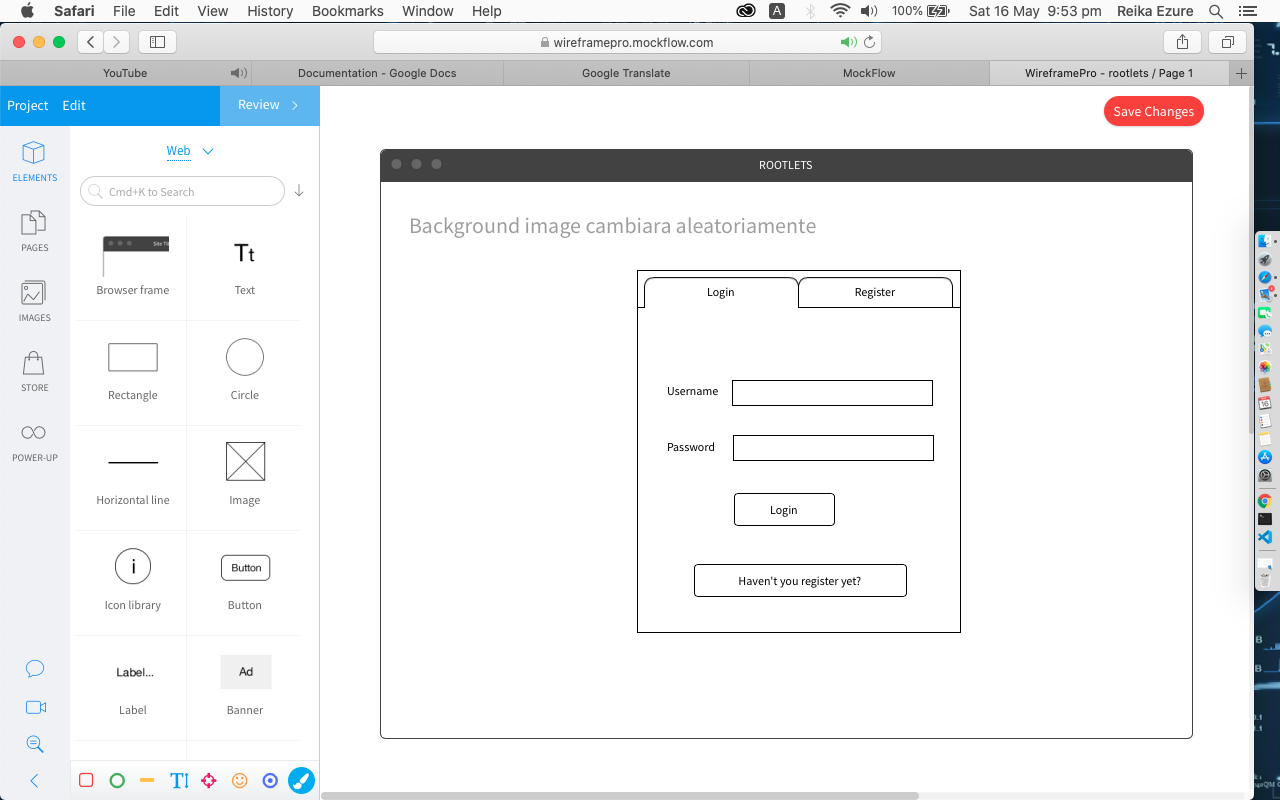 Safari File Edit View History Bookmarks Window Help A 100% Sat 16 May 9:53 pm Reika Ezure
wireframepro.mockflow.com
YouTube Documentation - Google Docs Google Translate MockFlow WireframePro - rootlets / Page 1
Project Edit Review
Save Changes
Web
ELEMENTS
Cmd+K to Search
PAGES
IMAGES
STORE
POWER-UP
Site Ti
Browser frame
Tt
Text
Rectangle
Circle
Horizontal line
Image
i
Icon library
Button
Button
Label...
Label
Ad
Banner
T
ROOTLETS
Background image cambiara aleatoriamente
Login Register
Username
Password
Login
Haven't you register yet?
16